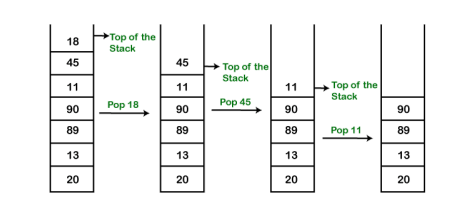 18
Top of the
Stack
45
11
90
89
13
20
Pop 18
45
Top of the
Stack
11
90
89
13
20
Pop 45
11
Top of the
Stack
90
89
13
20
Pop 11
90
89
13
20